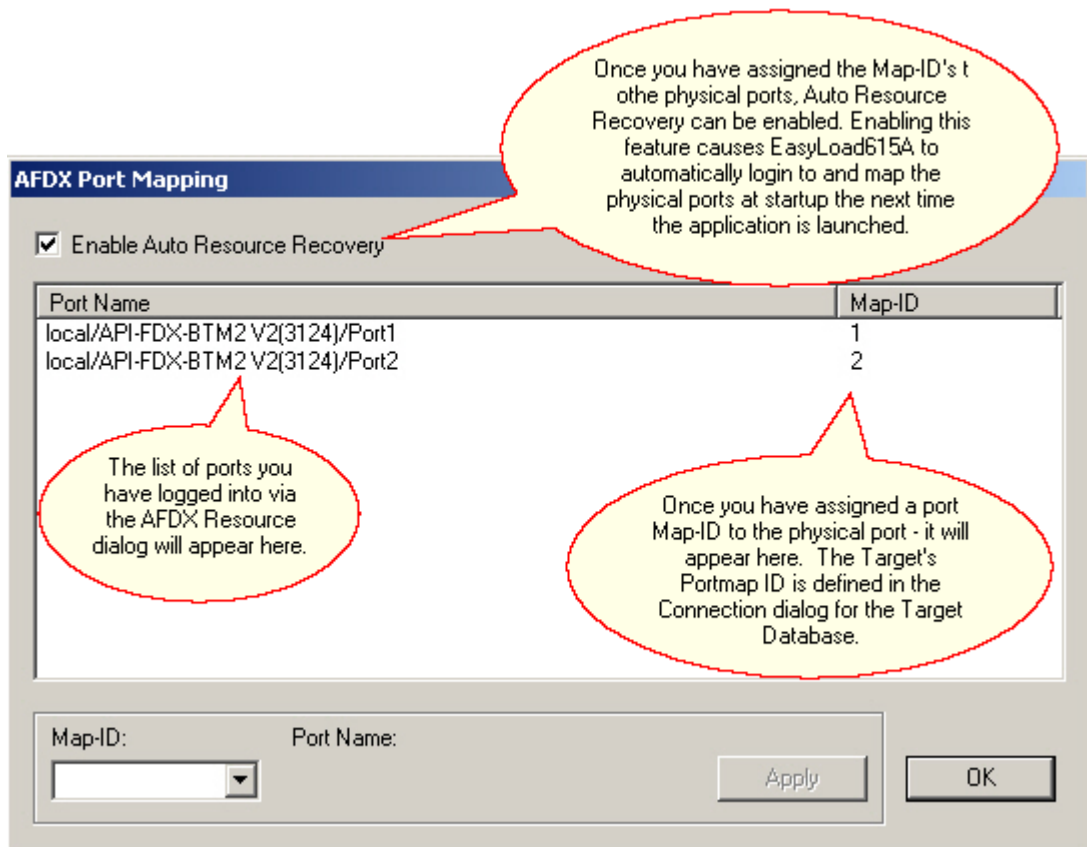 Once you have assigned the Map-ID's t
othe physical ports, Auto Resource
Recovery can be enabled. Enabling this
feature causes EasyLoad615A to
automatically login to and map the
physical ports at startup the next time
the application is launched.
AFDX Port Mapping
Enable Auto Resource Recovery
Port Name Map-ID
local/API-FDX-BTM2 V2(3124)/Port1 1
local/API-FDX-BTM2 V2(3124)/Port2 2
The list of ports you
have logged into via
the AFDX Resource
dialog will appear here.
Once you have assigned a port
Map-ID to the physical port - it will
appear here. The Target's
Portmap ID is defined in the
Connection dialog for the Target
Database.
Map-ID: Port Name:
Apply OK